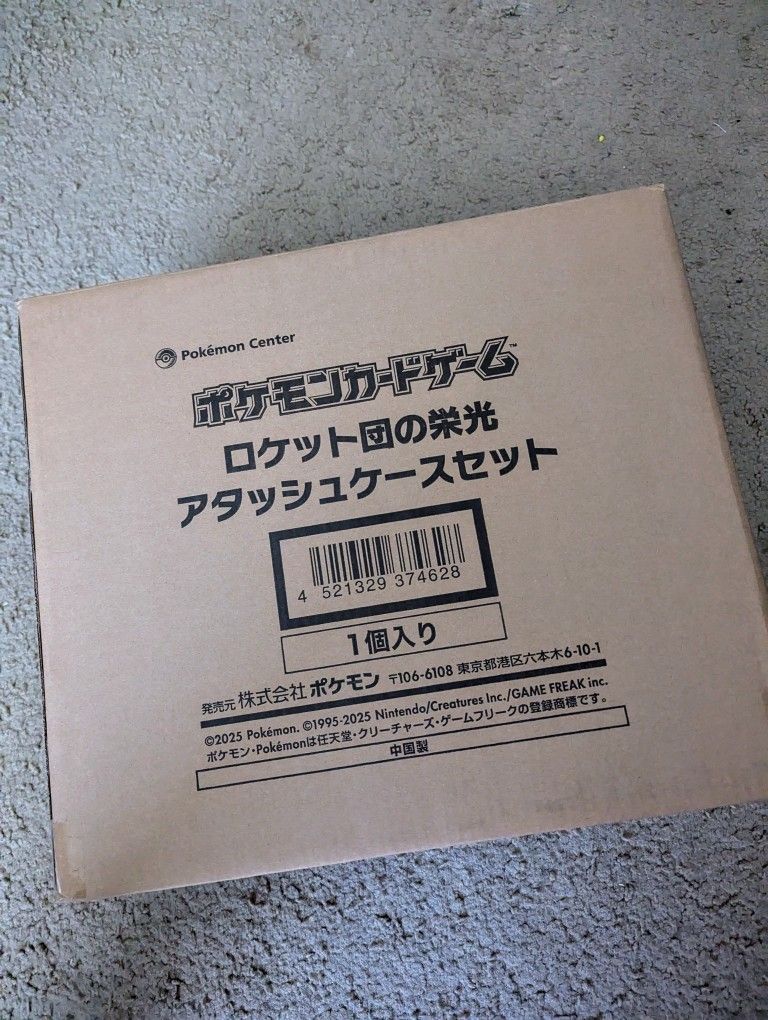 Pokémon Center
ポケモンカードゲーム™
ロケット団の栄光
アタッシュケースセット
4 521329 374628
1個入り
発売元 株式会社 ポケモン 〒106-6108 東京都港区六本木6-10-1
©2025 Pokémon. ©1995-2025 Nintendo/Creatures Inc./GAME FREAK inc.
ポケモン・Pokémonは任天堂・クリーチャーズ・ゲームフリークの登録商標です。
中国製